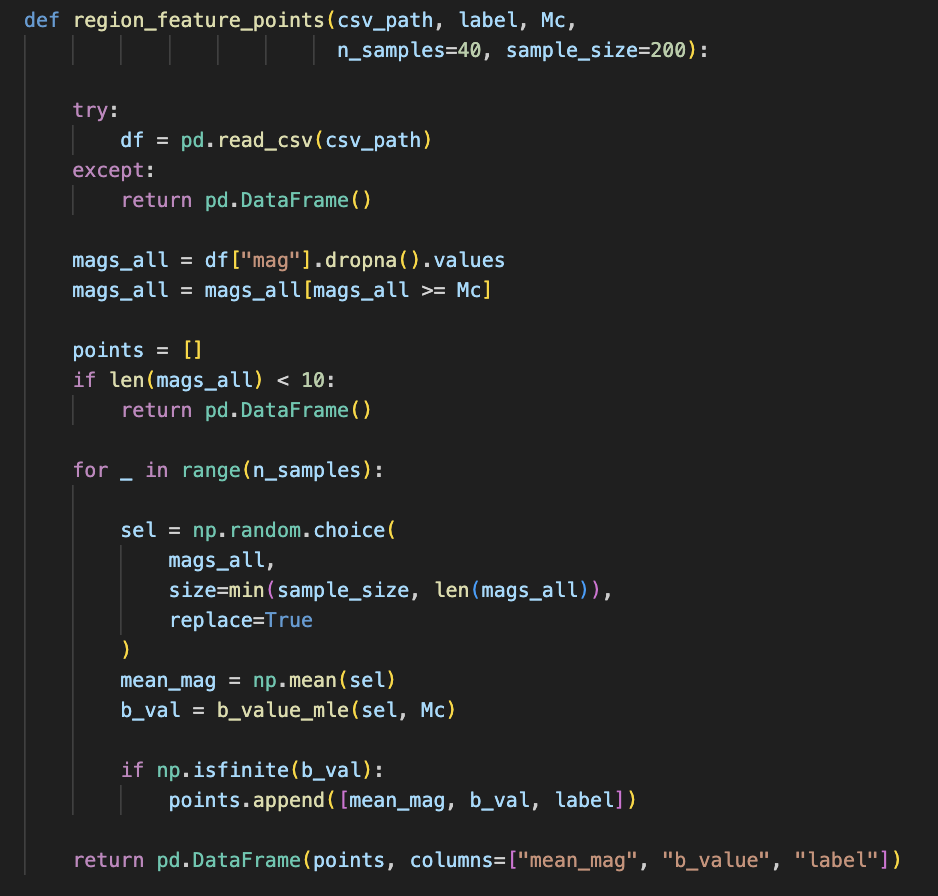 def region_feature_points(csv_path, label, Mc,
                      n_samples=40, sample_size=200):

    try:
        df = pd.read_csv(csv_path)
    except:
        return pd.DataFrame()

    mags_all = df["mag"].dropna().values
    mags_all = mags_all[mags_all >= Mc]

    points = []
    if len(mags_all) < 10:
        return pd.DataFrame()

    for _ in range(n_samples):

        sel = np.random.choice(
            mags_all,
            size=min(sample_size, len(mags_all)),
            replace=True
        )
        mean_mag = np.mean(sel)
        b_val = b_value_mle(sel, Mc)

        if np.isfinite(b_val):
            points.append([mean_mag, b_val, label])

    return pd.DataFrame(points, columns=["mean_mag", "b_value", "label"])